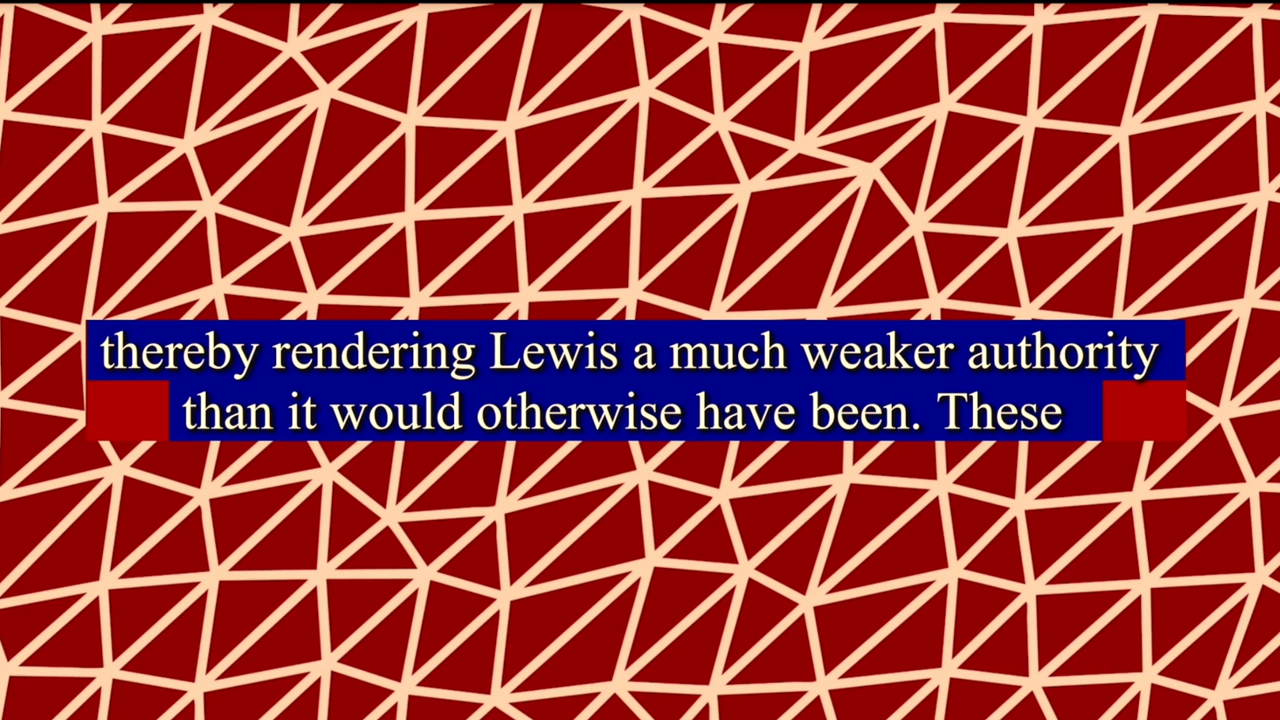 thereby rendering Lewis a much weaker authority
than it would otherwise have been. These